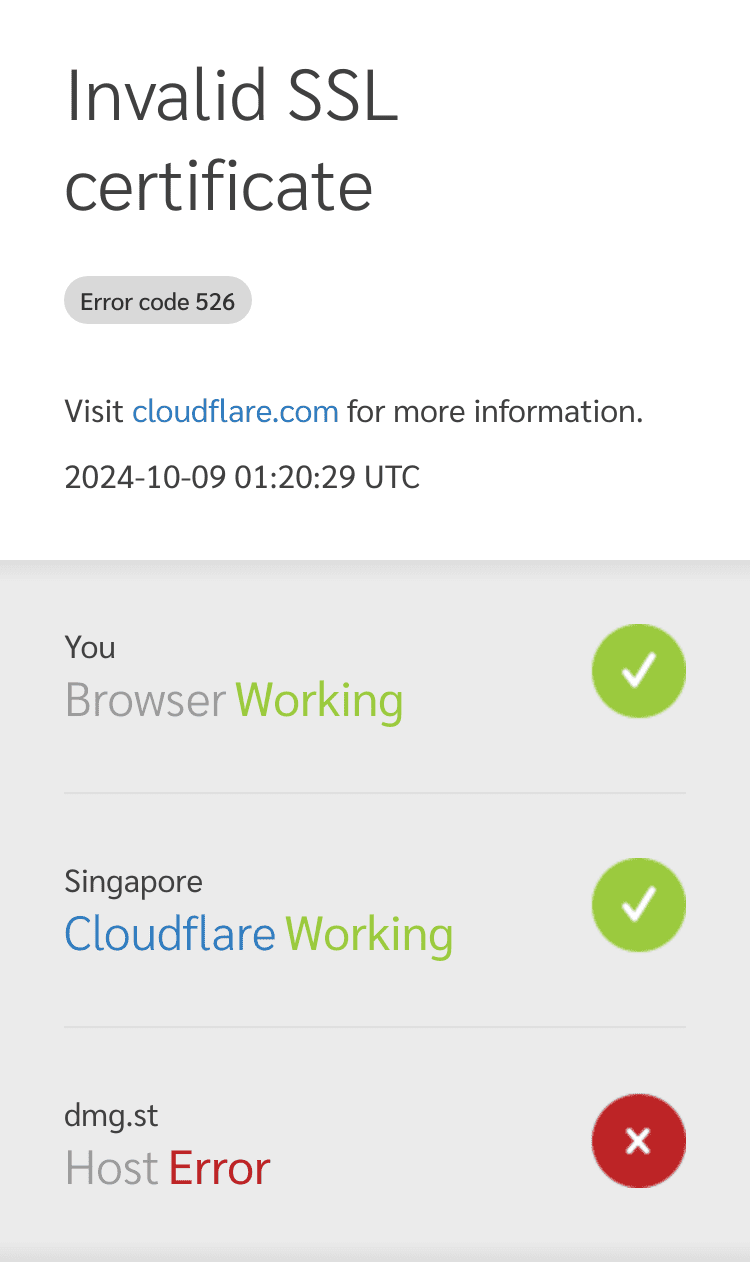 Invalid SSL
certificate
Error code 526
Visit cloudflare.com for more information.
2024-10-09 01:20:29 UTC
You
Browser Working
Singapore
Cloudflare Working
dmg.st
Host Error